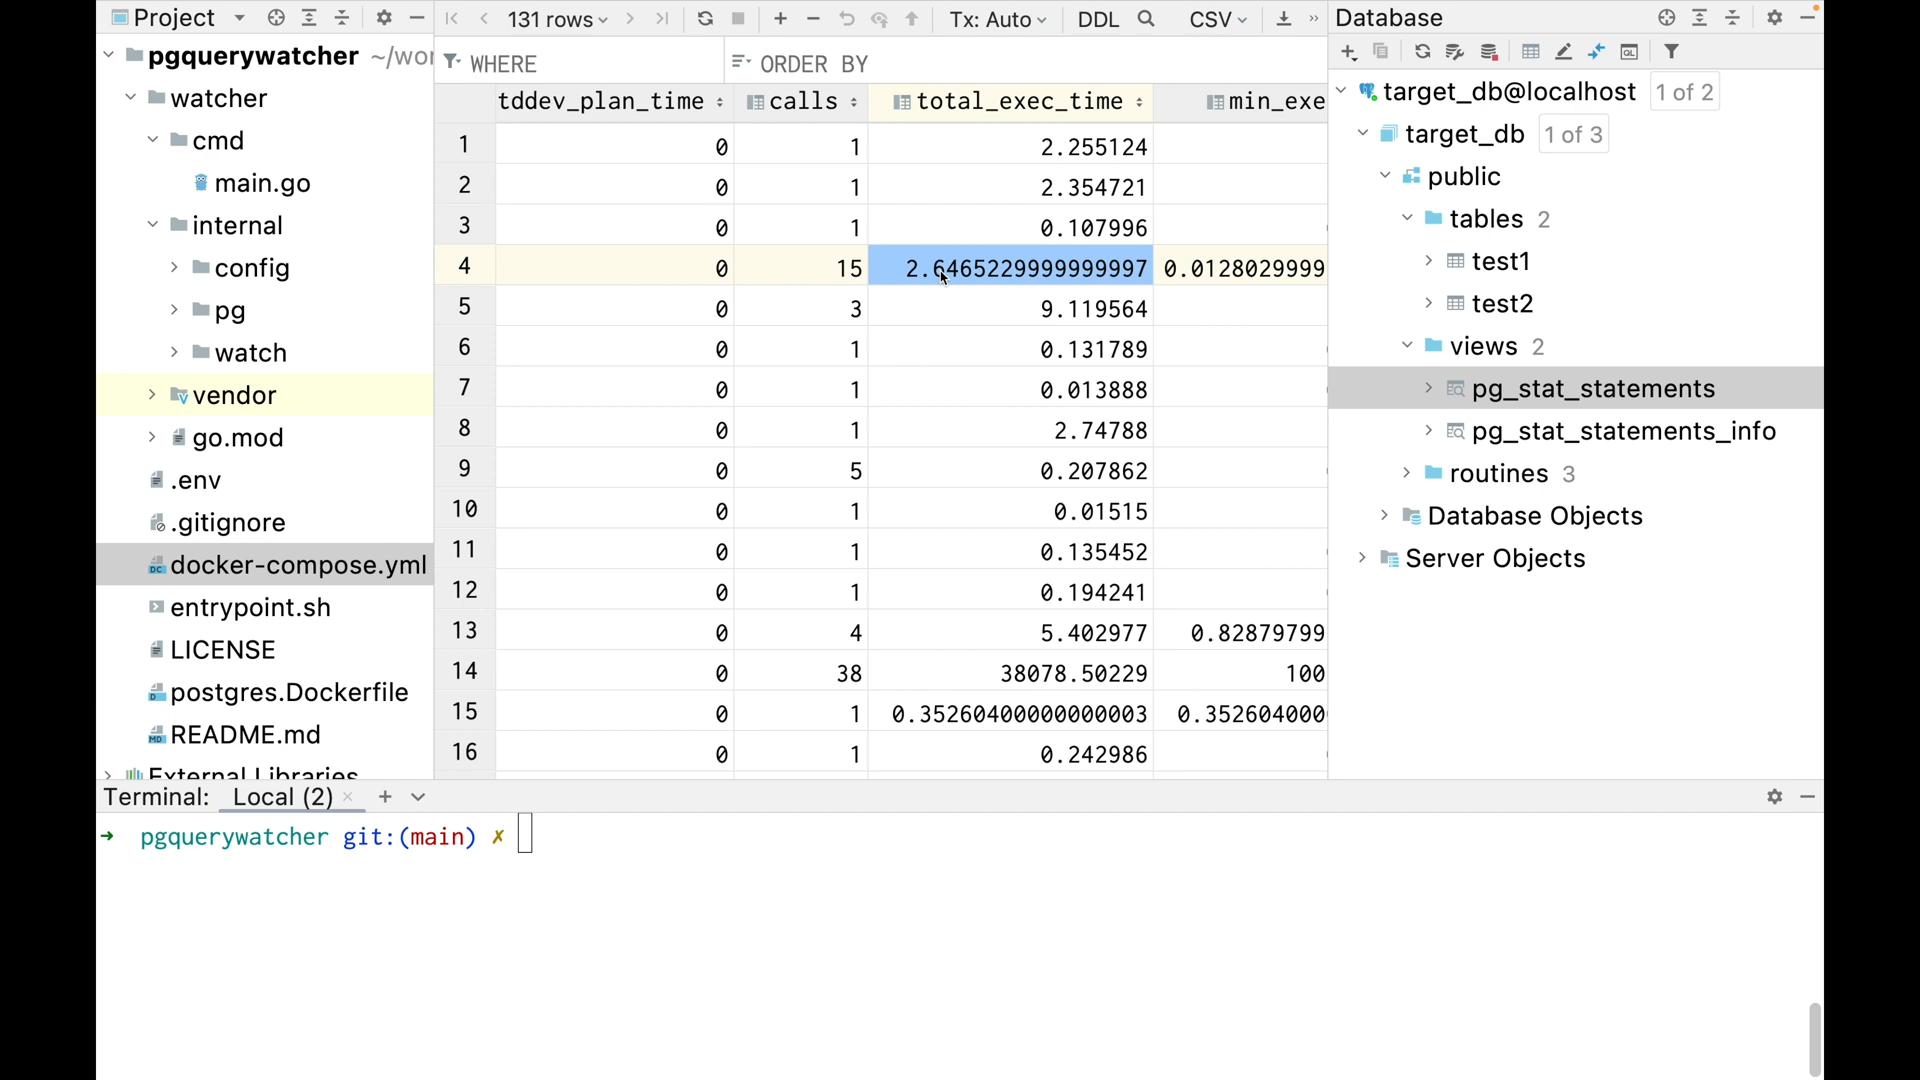 Project
pgquerywatcher ~/wor
watcher
cmd
main.go
internal
config
pg
watch
vendor
go.mod
.env
.gitignore
docker-compose.yml
entrypoint.sh
LICENSE
postgres.Dockerfile
README.md
External Libraries
131 rows
Tx: Auto
DDL
CSV
WHERE
ORDER BY
tddev_plan_time calls total_exec_time min_exe
1 0 1 2.255124
2 0 1 2.354721
3 0 1 0.107996
4 0 15 2.6465229999999997 0.0128029999
5 0 3 9.119564
6 0 1 0.131789
7 0 1 0.013888
8 0 1 2.74788
9 0 5 0.207862
10 0 1 0.01515
11 0 1 0.135452
12 0 1 0.194241
13 0 4 5.402977 0.82879799
14 0 38 38078.50229 100
15 0 1 0.35260400000000003 0.352604000
16 0 1 0.242986
Database
target_db@localhost 1 of 2
target_db 1 of 3
public
tables 2
test1
test2
views 2
pg_stat_statements
pg_stat_statements_info
routines 3
Database Objects
Server Objects
Terminal: Local (2)
➜ pgquerywatcher git:(main) ✗